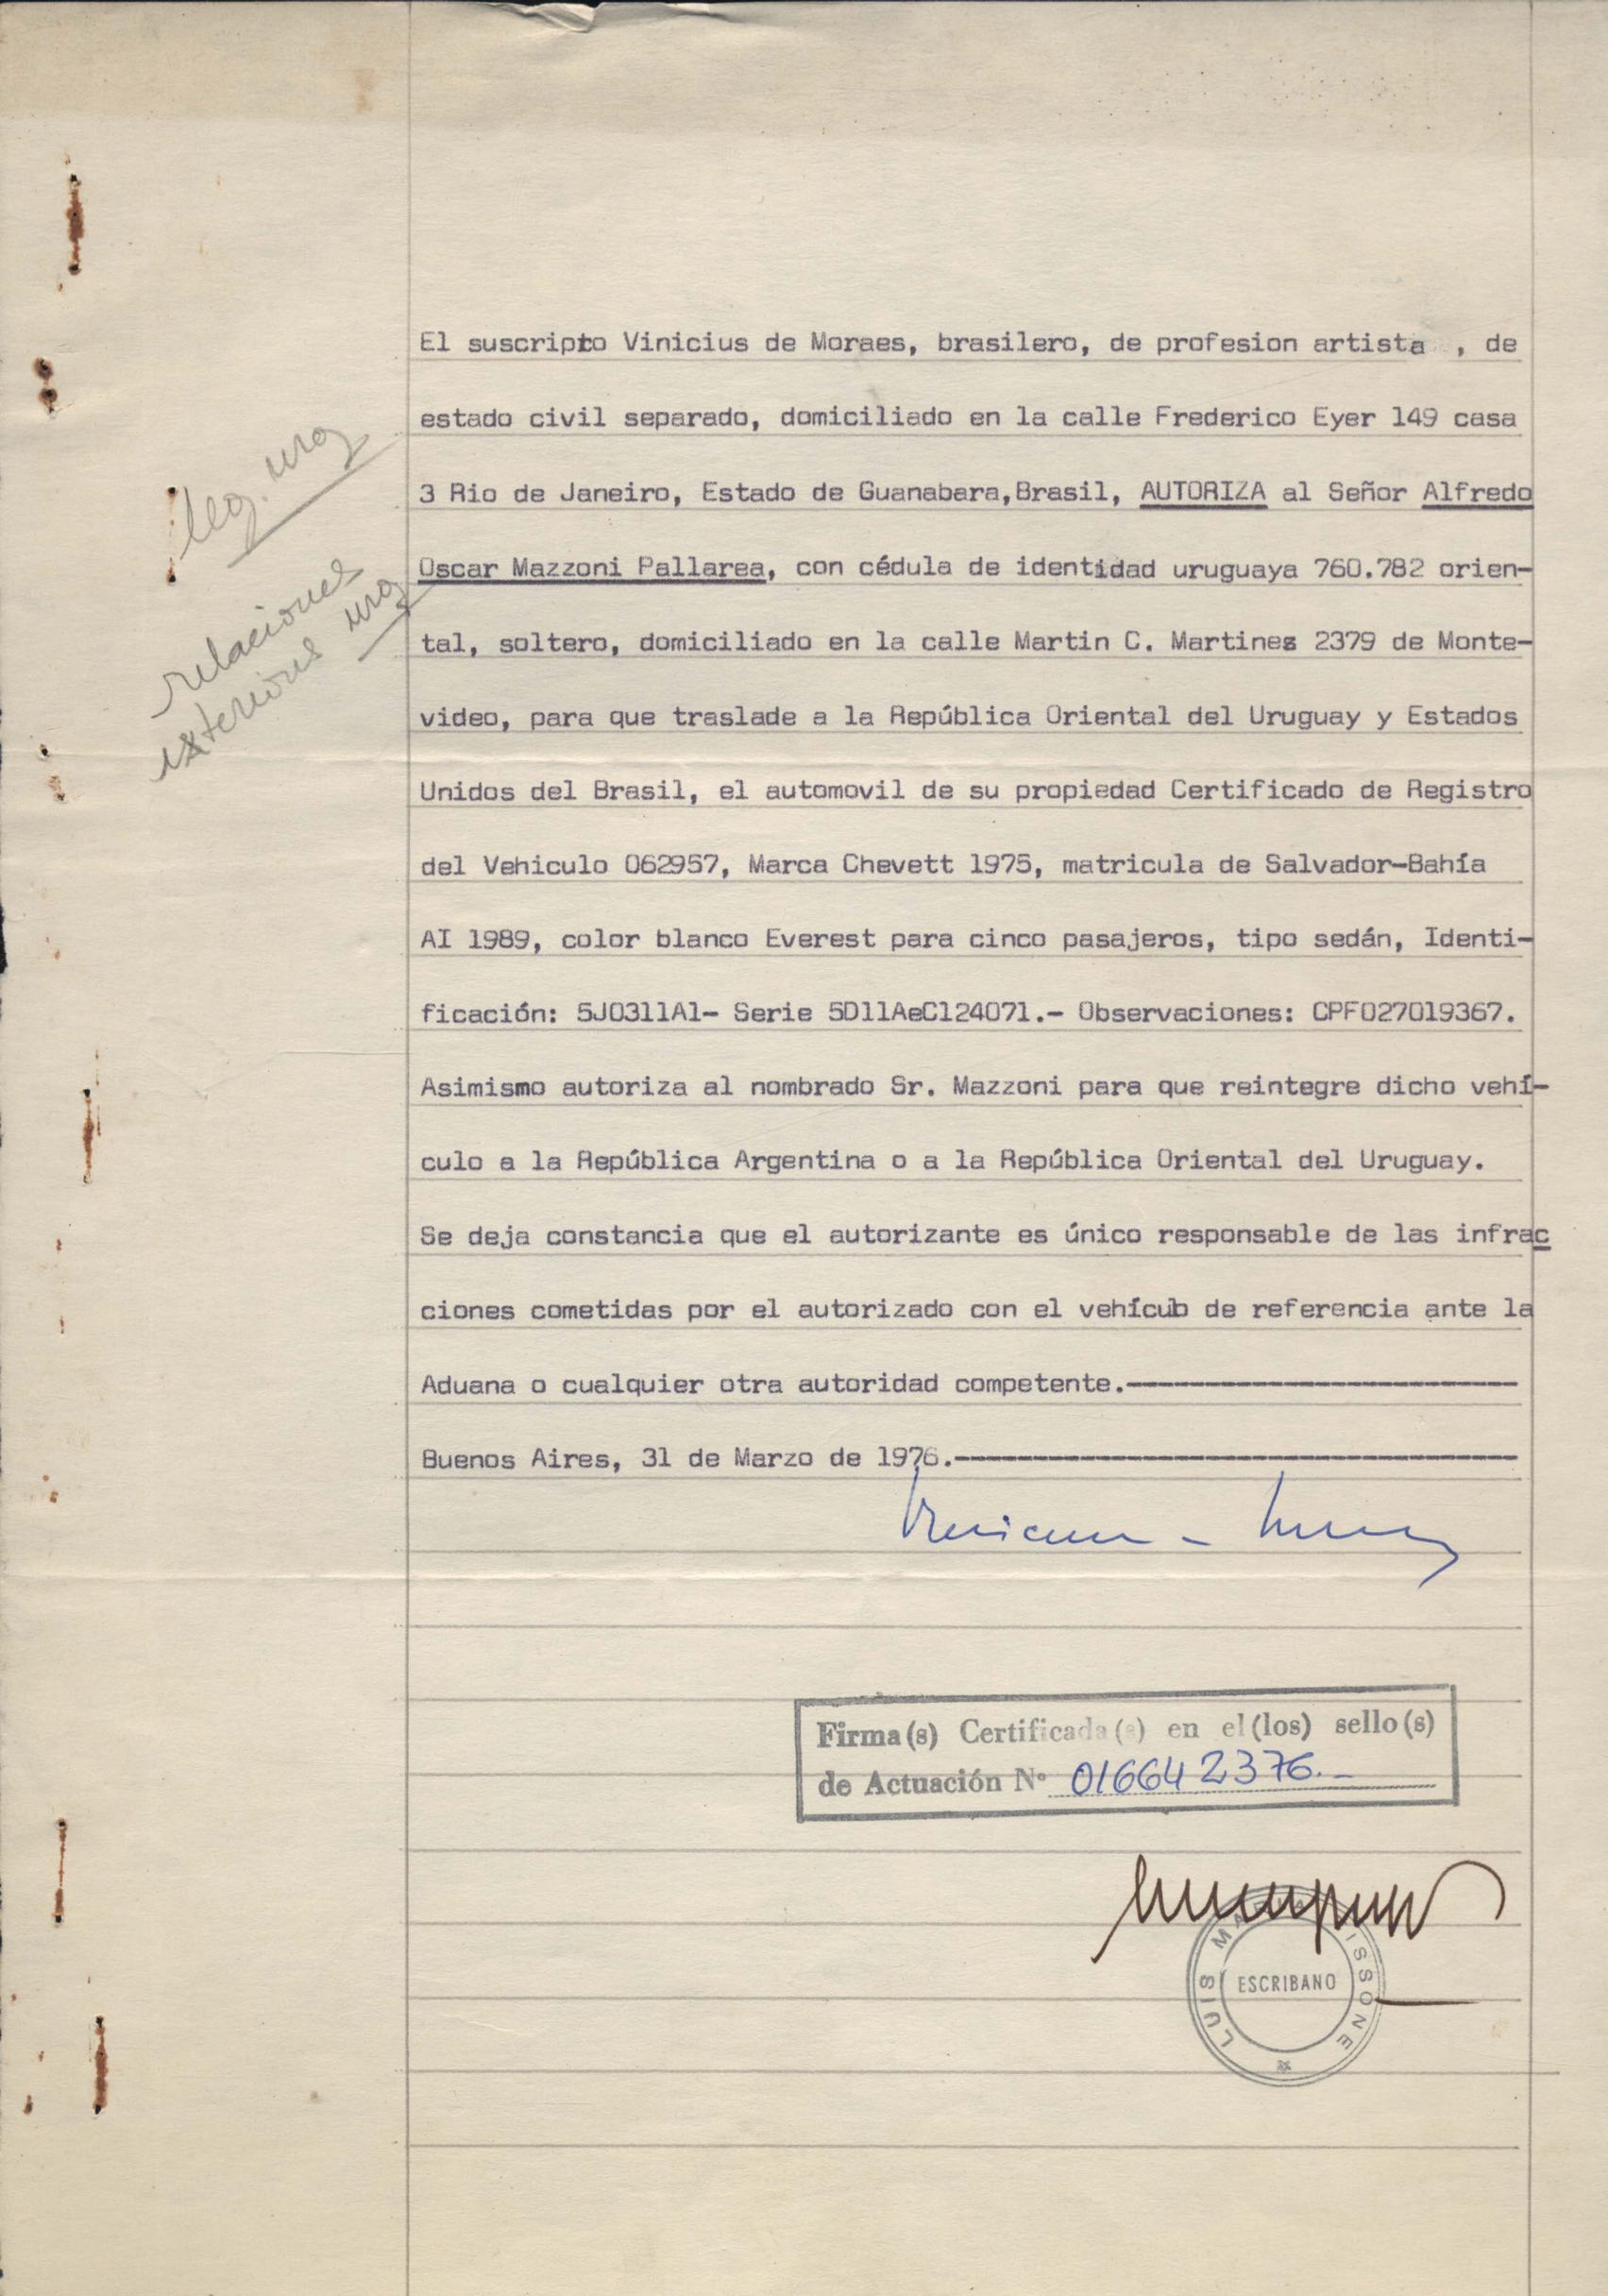 El suscripto Vinicius de Moraes, brasilero, de profesion artista , de
estado civil separado, domiciliado en la calle Frederico Eyer 149 casa
3 Rio de Janeiro, Estado de Guanabara,Brasil, AUTORIZA al Señor Alfredo
Oscar Mazzoni Pallarea, con cédula de identidad uruguaya 760.782 orien-
tal, soltero, domiciliado en la calle Martin C. Martines 2379 de Monte-
video, para que traslade a la República Oriental del Uruguay y Estados
Unidos del Brasil, el automovil de su propiedad Certificado de Registro
del Vehiculo 062957, Marca Chevett 1975, matricula de Salvador-Bahía
AI 1989, color blanco Everest para cinco pasajeros, tipo sedán, Identi-
ficación: 5J0311A1- Serie 5D11AeC124071.- Observaciones: CPF027019367.
Asimismo autoriza al nombrado Sr. Mazzoni para que reintegre dicho vehí-
culo a la República Argentina o a la República Oriental del Uruguay.
Se deja constancia que el autorizante es único responsable de las infrac
ciones cometidas por el autorizado con el vehícub de referencia ante la
Aduana o cualquier otra autoridad competente.-
Buenos Aires, 31 de Marzo de 1976.-
relaciones
exteriores urog
Firma(s) Certificada(s) en el(los) sello(s)
de Actuación Nº 016642376.-
LUIS
ESCRIBANO